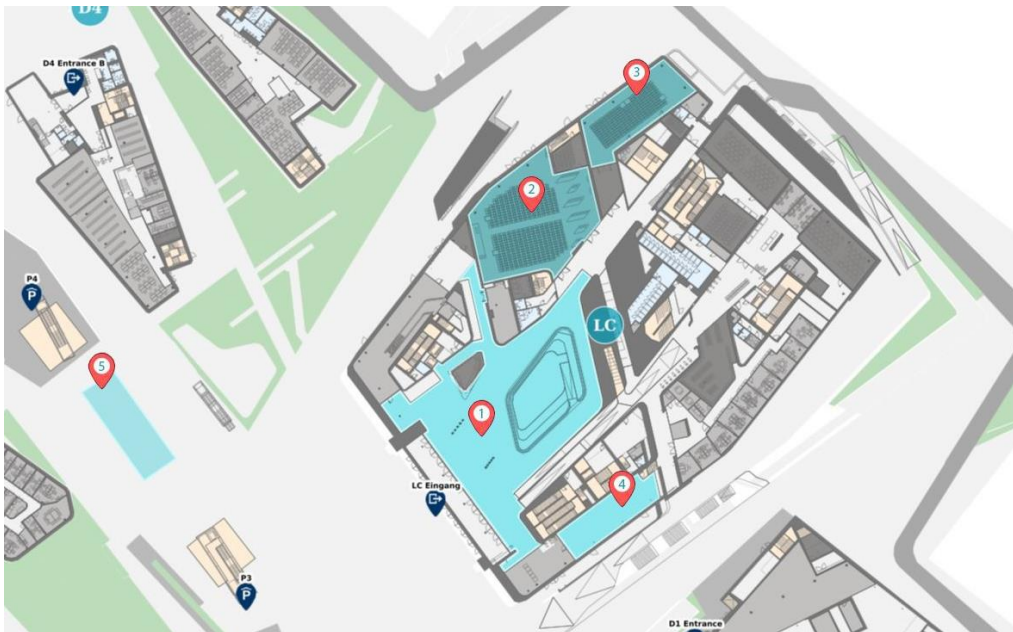 D4
D4 Entrance B
3
2
P4
P
LC
5
1
4
LC Eingang
P3
P
D1 Entrance